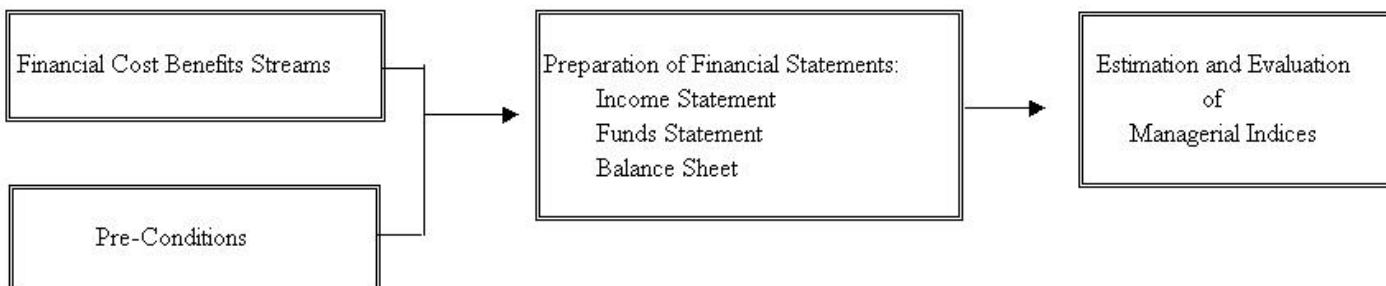 Financial Cost Benefits Streams
Pre-Conditions
Preparation of Financial Statements:
Income Statement
Funds Statement
Balance Sheet
Estimation and Evaluation
of
Managerial Indices